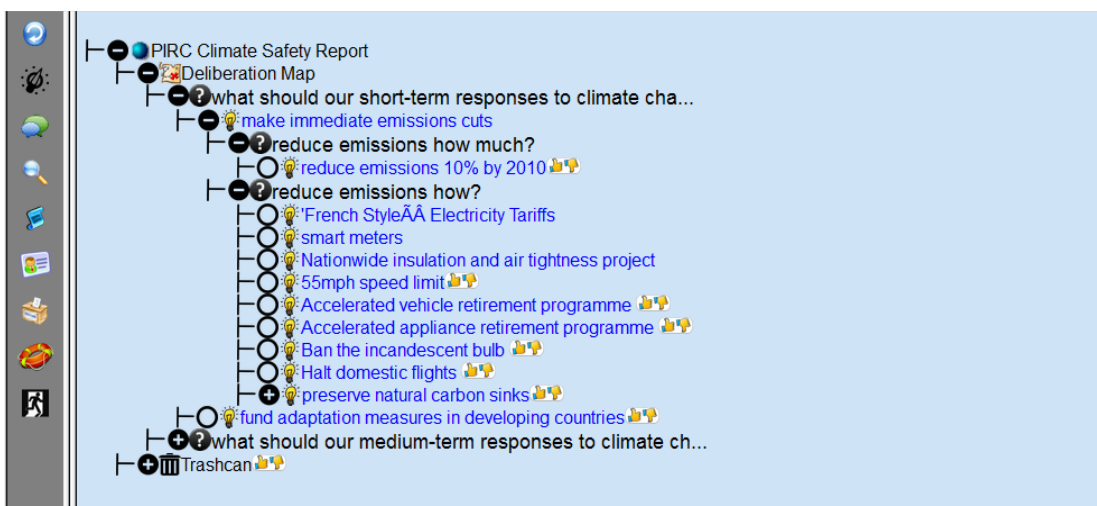 PIRC Climate Safety Report
Deliberation Map
what should our short-term responses to climate cha...
make immediate emissions cuts
reduce emissions how much?
reduce emissions 10% by 2010
reduce emissions how?
'French StyleÃÂ Electricity Tariffs
smart meters
Nationwide insulation and air tightness project
55mph speed limit
Accelerated vehicle retirement programme
Accelerated appliance retirement programme
Ban the incandescent bulb
Halt domestic flights
preserve natural carbon sinks
fund adaptation measures in developing countries
what should our medium-term responses to climate ch...
Trashcan